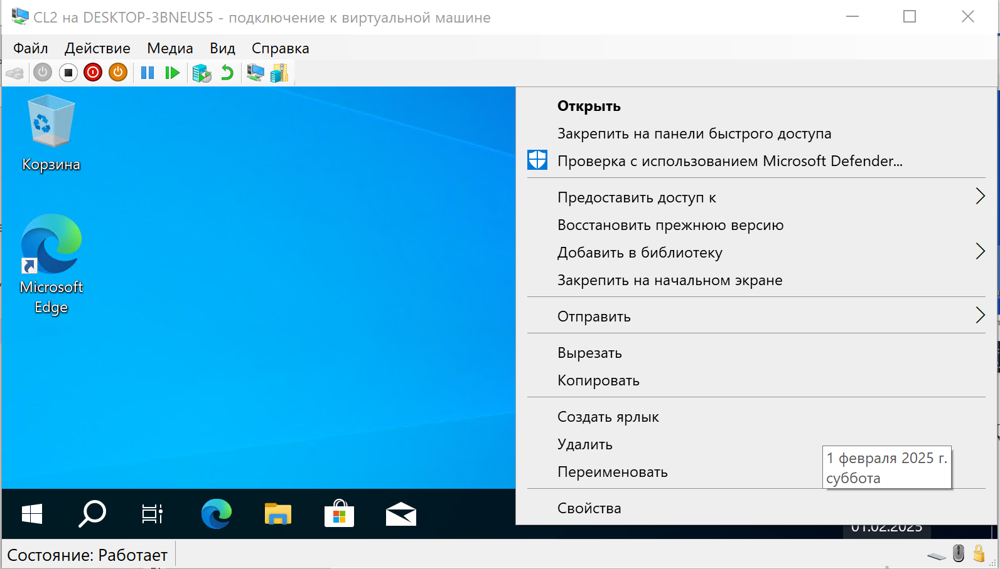 CL2 на DESKTOP-3BNEUS5 - подключение к виртуальной машине
Файл Действие Медиа Вид Справка
Корзина
Microsoft
Edge
Открыть
Закрепить на панели быстрого доступа
Проверка с использованием Microsoft Defender...
Предоставить доступ к
Восстановить прежнюю версию
Добавить в библиотеку
Закрепить на начальном экране
Отправить
Вырезать
Копировать
Создать ярлык
Удалить
Переименовать
Свойства
1 февраля 2025 г.
суббота
01.02.2025
Состояние: Работает